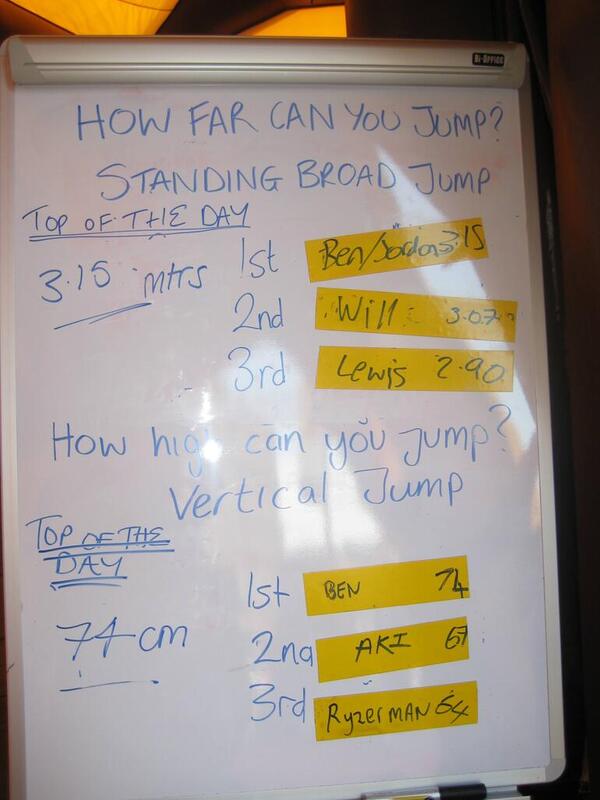 Bi-Office
HOW FAR CAN YOU JUMP?
STANDING BROAD JUMP
TOP OF THE DAY
3.15 mtrs
1st Ben/Jordon 3.15
2nd Will 3.07
3rd Lewis 2.90
How high can you jump?
Vertical Jump
TOP OF THE
DAY
74 cm
1st BEN 74
2nd AKI 67
3rd RyzerMAN 64